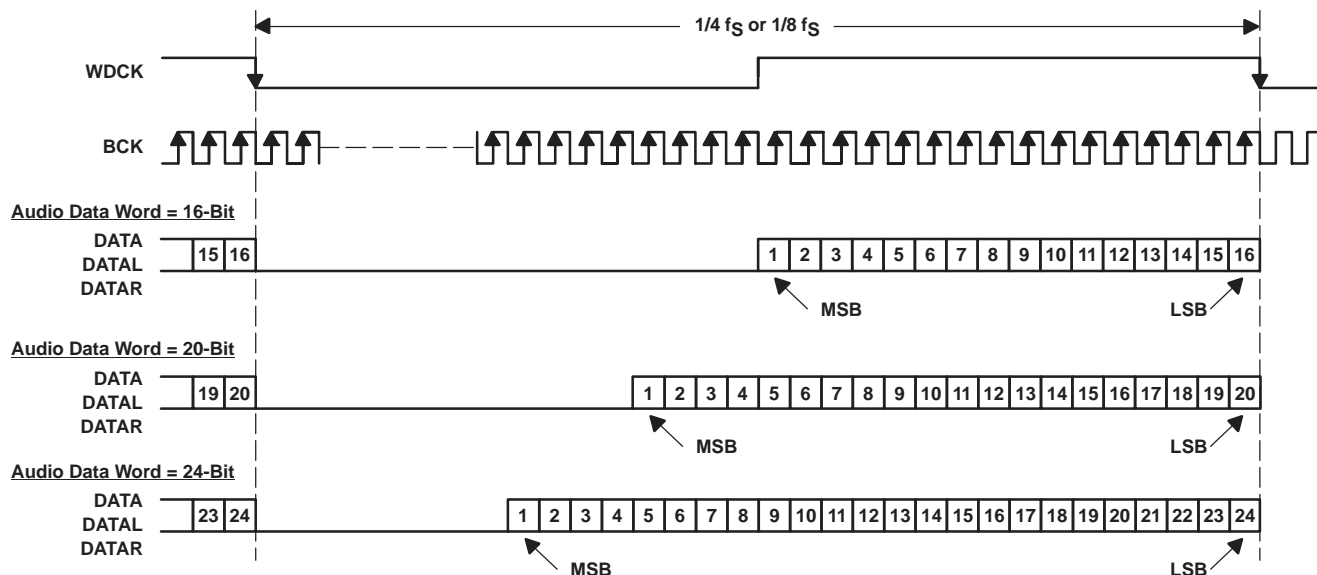 1/4 fS or 1/8 fS
WDCK
BCK
Audio Data Word = 16-Bit
DATA
DATAL
DATAR
15 16
1 2 3 4 5 6 7 8 9 10 11 12 13 14 15 16
MSB
LSB
Audio Data Word = 20-Bit
DATA
DATAL
DATAR
19 20
1 2 3 4 5 6 7 8 9 10 11 12 13 14 15 16 17 18 19 20
MSB
LSB
Audio Data Word = 24-Bit
DATA
DATAL
DATAR
23 24
1 2 3 4 5 6 7 8 9 10 11 12 13 14 15 16 17 18 19 20 21 22 23 24
MSB
LSB